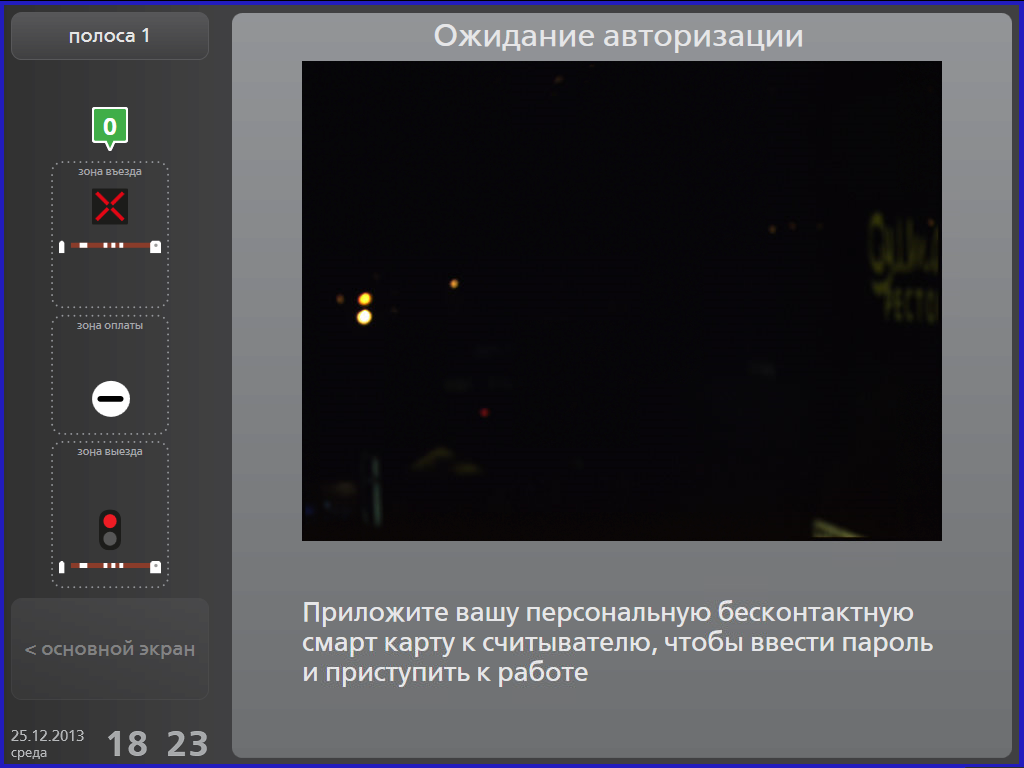 полоса 1
0
зона въезда
зона оплаты
зона выезда
< основной экран
25.12.2013
среда
18 23
Ожидание авторизации
Приложите вашу персональную бесконтактную
смарт карту к считывателю, чтобы ввести пароль
и приступить к работе